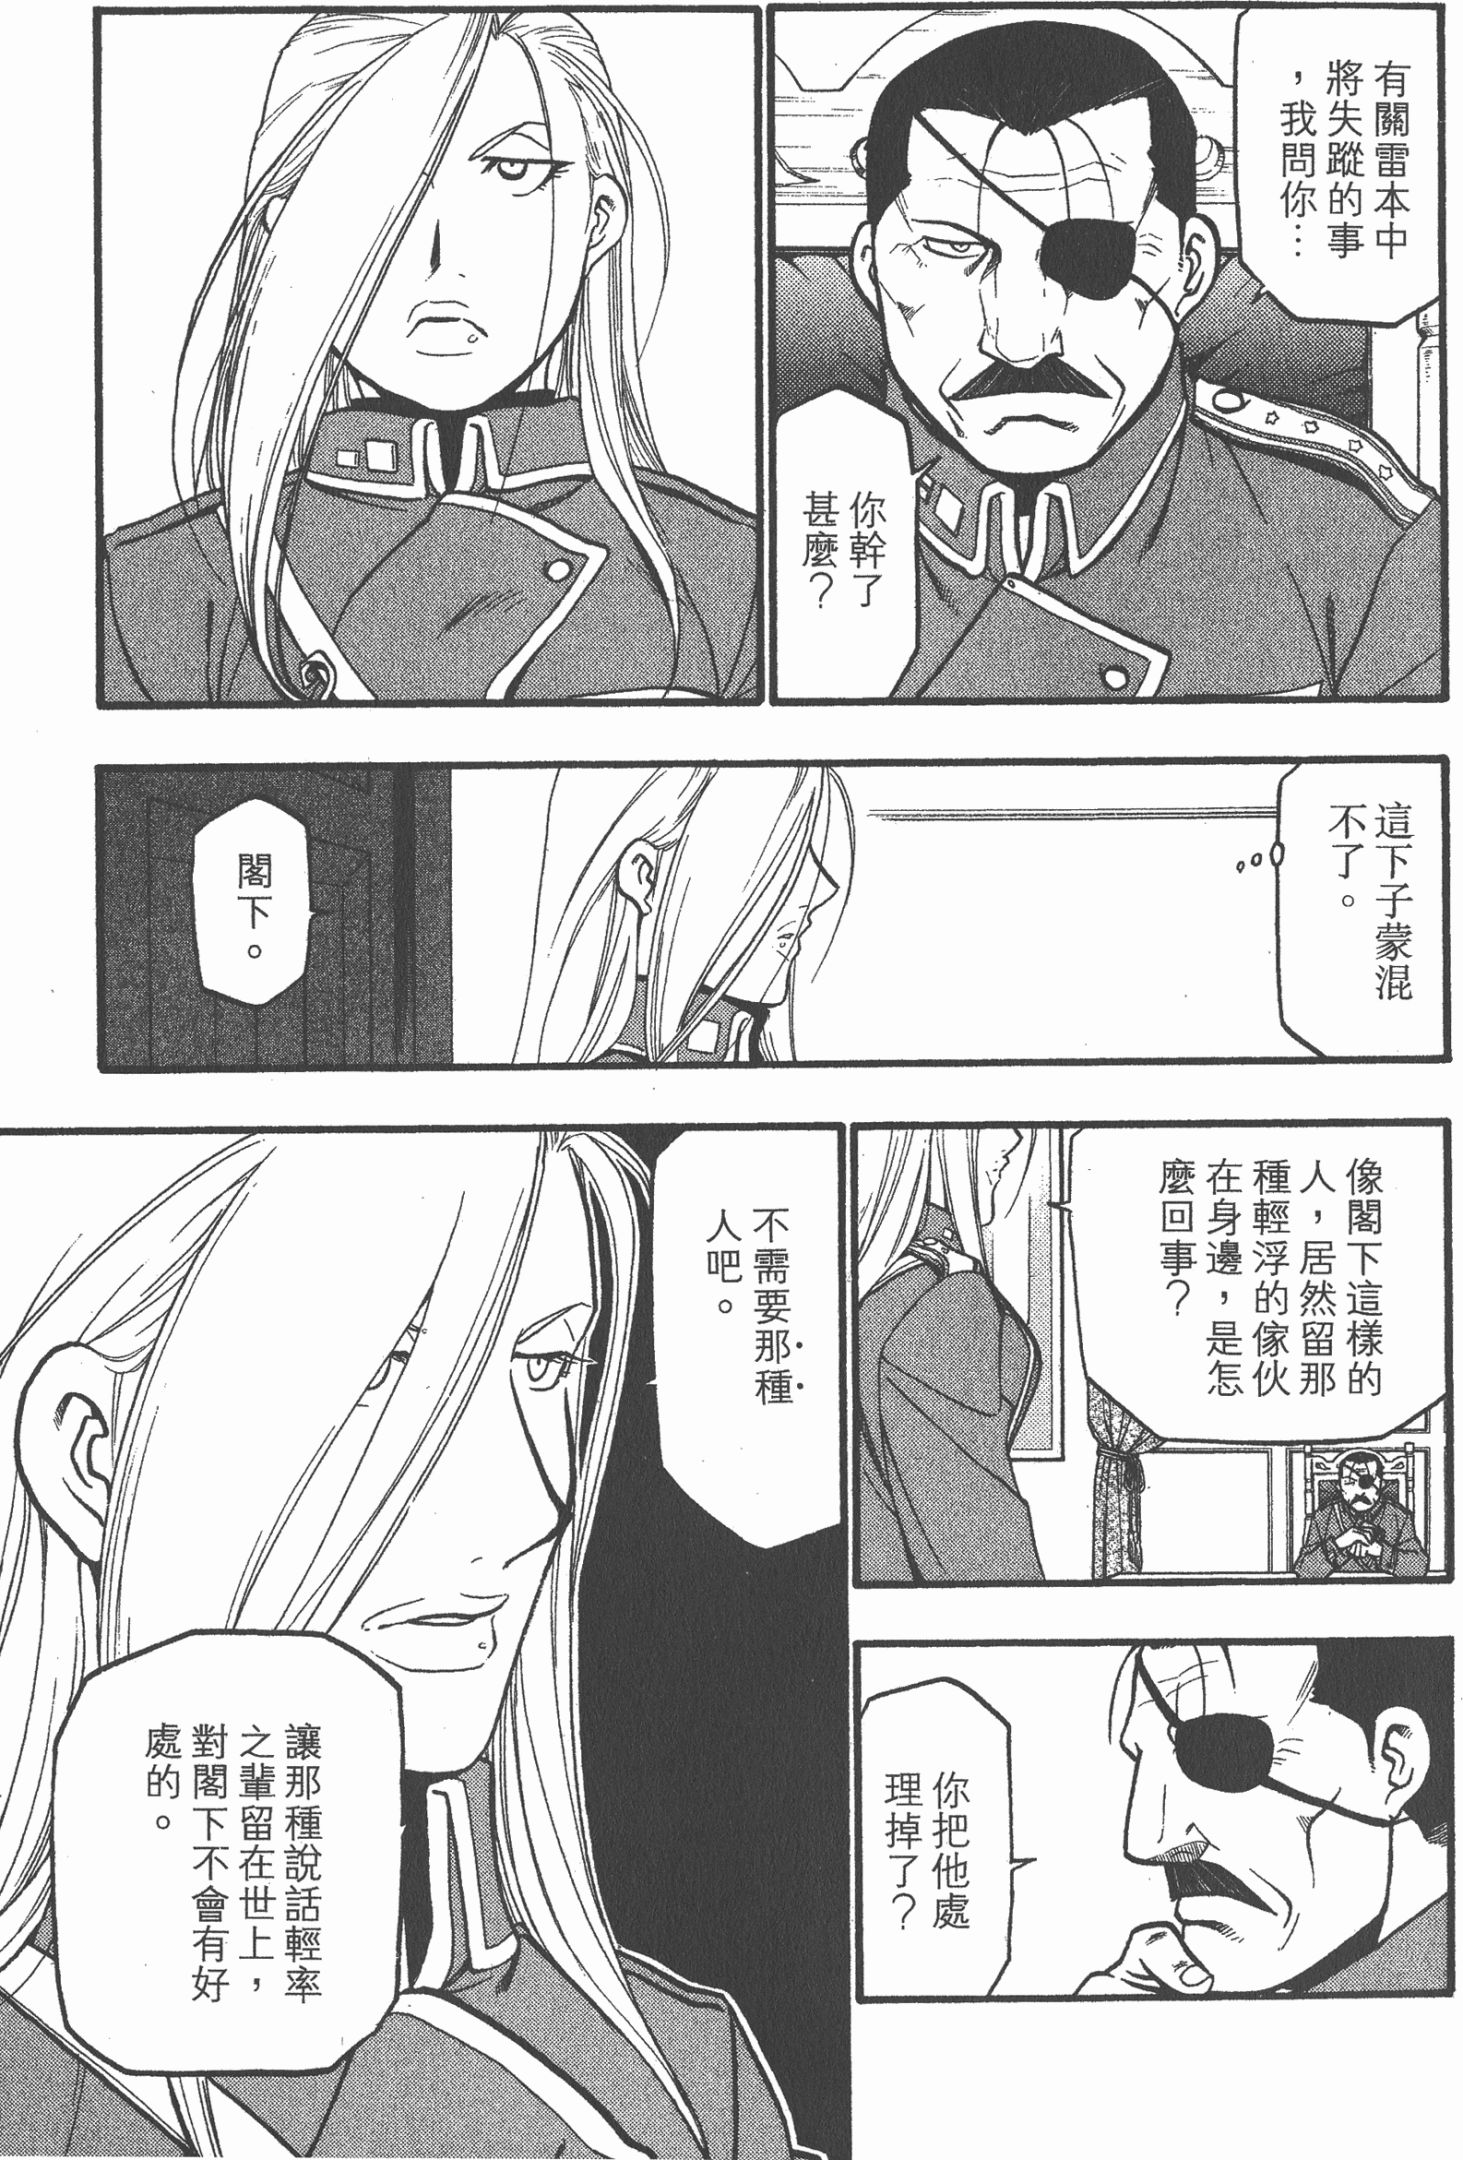 有關雷本中
將失蹤的事
，我問你…
你幹了
甚麼？
這下子蒙混
不了。
閣下。
像閣下這樣的
人，居然留那
種輕浮的傢伙
在身邊，是怎
麼回事？
你把他處
理掉了？
不需要那種
人吧。
讓那種說話輕率
之輩留在世上，
對閣下不會有好
處的。